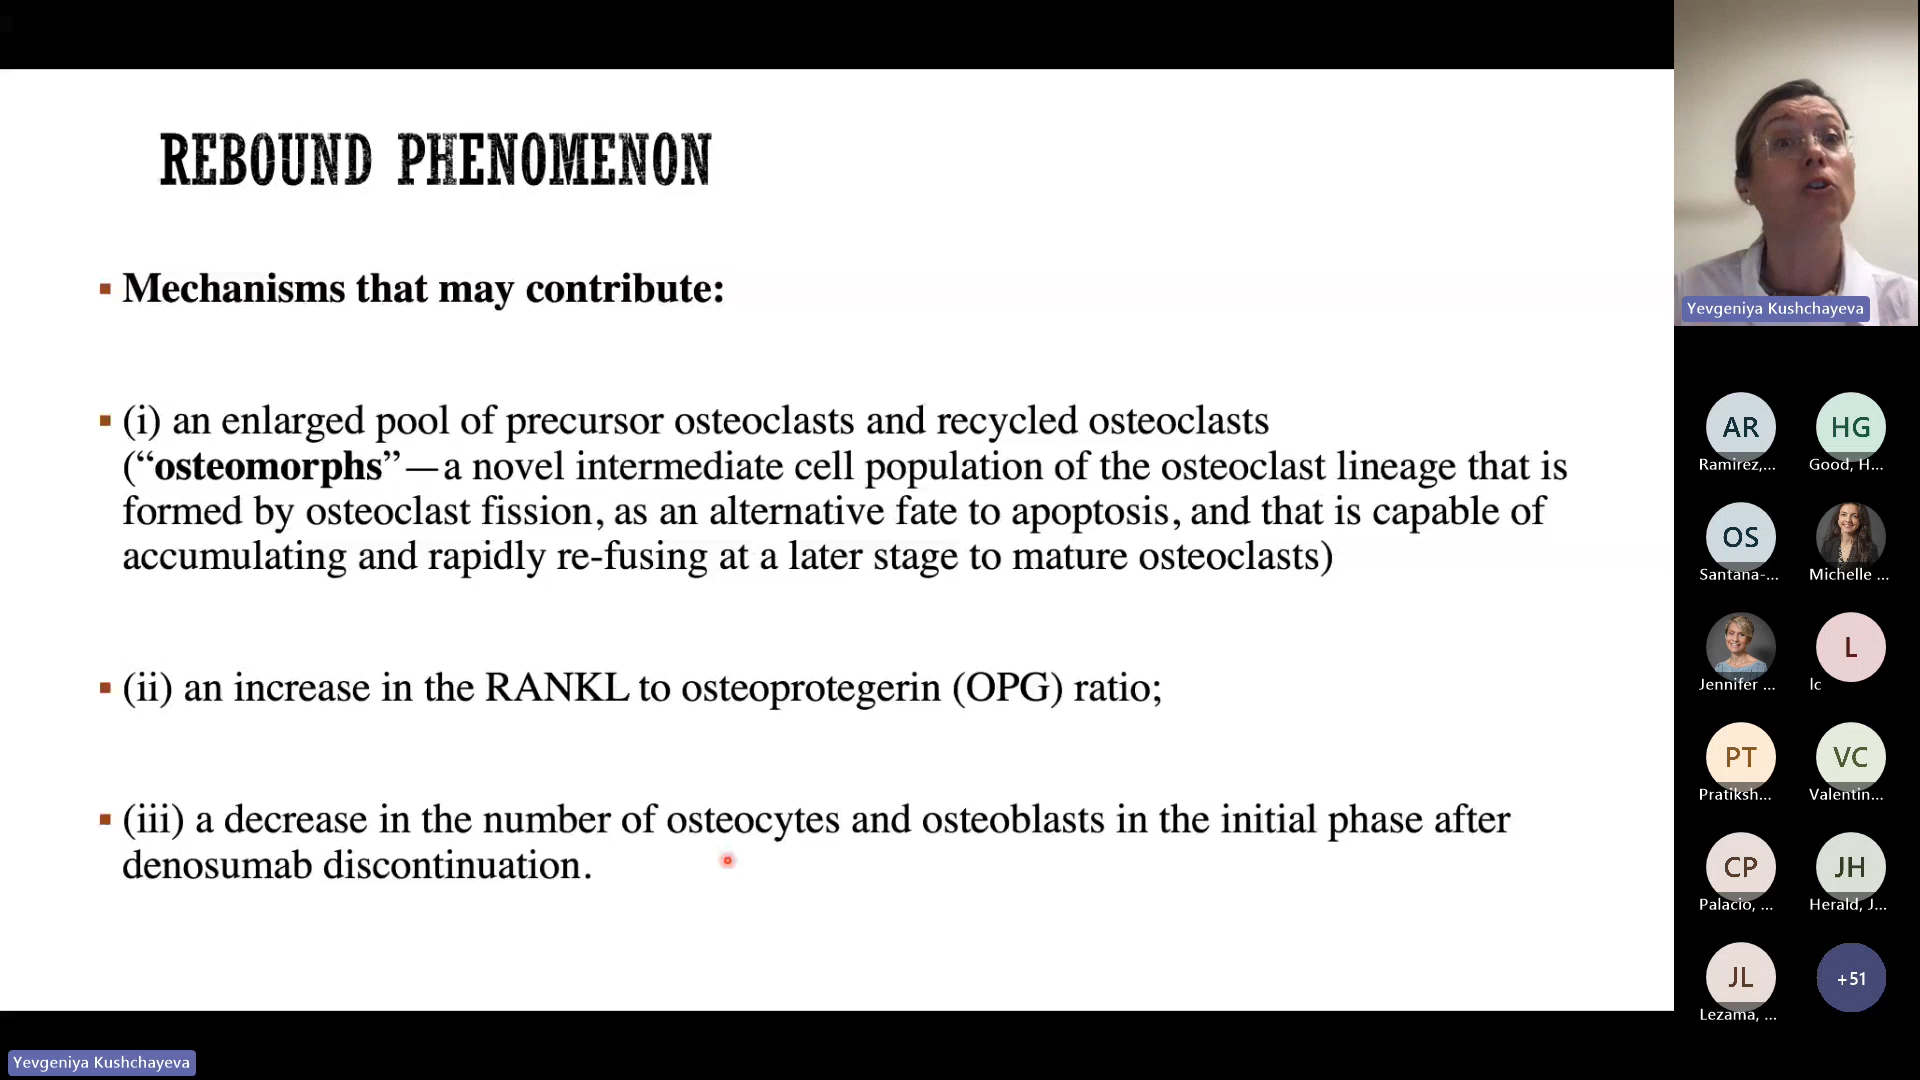 REBOUND PHENOMENON
▪ Mechanisms that may contribute:
▪ (i) an enlarged pool of precursor osteoclasts and recycled osteoclasts
(“osteomorphs”—a novel intermediate cell population of the osteoclast lineage that is
formed by osteoclast fission, as an alternative fate to apoptosis, and that is capable of
accumulating and rapidly re-fusing at a later stage to mature osteoclasts)
▪ (ii) an increase in the RANKL to osteoprotegerin (OPG) ratio;
▪ (iii) a decrease in the number of osteocytes and osteoblasts in the initial phase after
denosumab discontinuation.
Yevgeniya Kushchayeva
AR
Ramirez,...
HG
Good, H...
OS
Santana-...
Michelle ...
Jennifer ...
L
lc
PT
Pratiksh...
VC
Valentin...
CP
Palacio, ...
JH
Herald, J...
JL
Lezama, ...
+51
Yevgeniya Kushchayeva